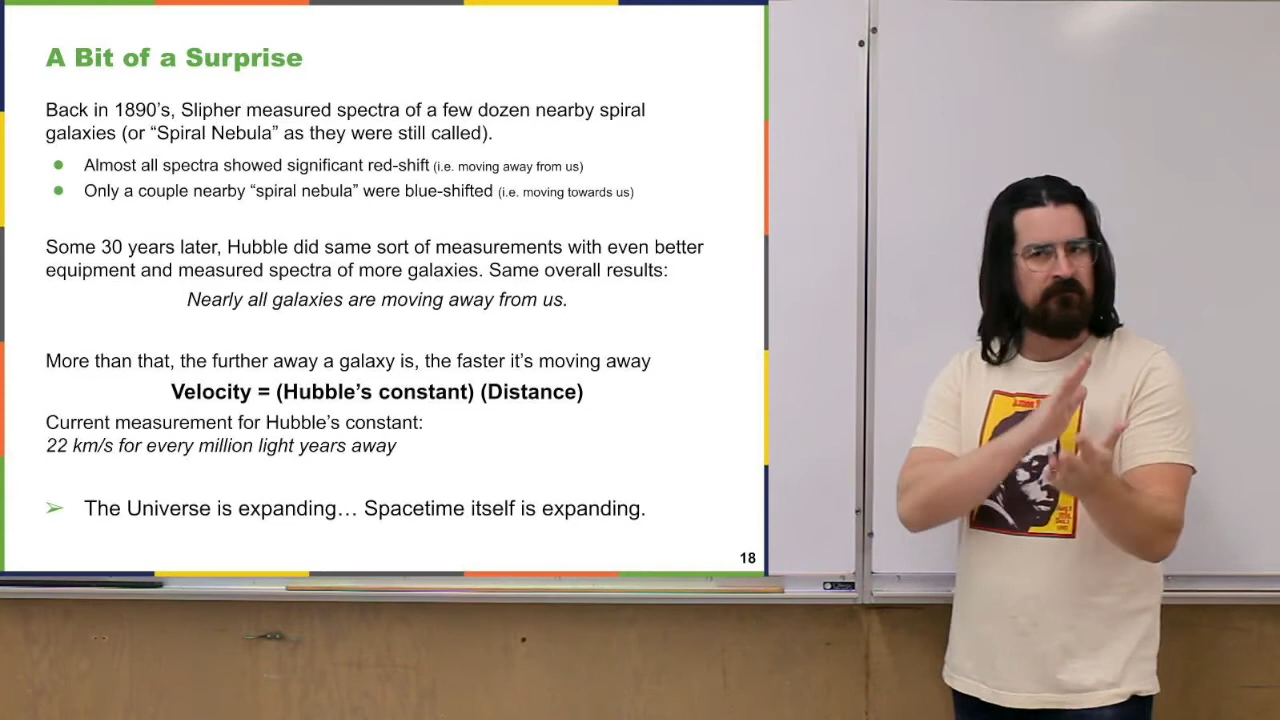 A Bit of a Surprise
Back in 1890's, Slipher measured spectra of a few dozen nearby spiral
galaxies (or “Spiral Nebula” as they were still called).
● Almost all spectra showed significant red-shift (i.e. moving away from us)
● Only a couple nearby “spiral nebula” were blue-shifted (i.e. moving towards us)
Some 30 years later, Hubble did same sort of measurements with even better
equipment and measured spectra of more galaxies. Same overall results:
Nearly all galaxies are moving away from us.
More than that, the further away a galaxy is, the faster it’s moving away
Velocity = (Hubble’s constant) (Distance)
Current measurement for Hubble’s constant:
22 km/s for every million light years away
➢ The Universe is expanding… Spacetime itself is expanding.
18